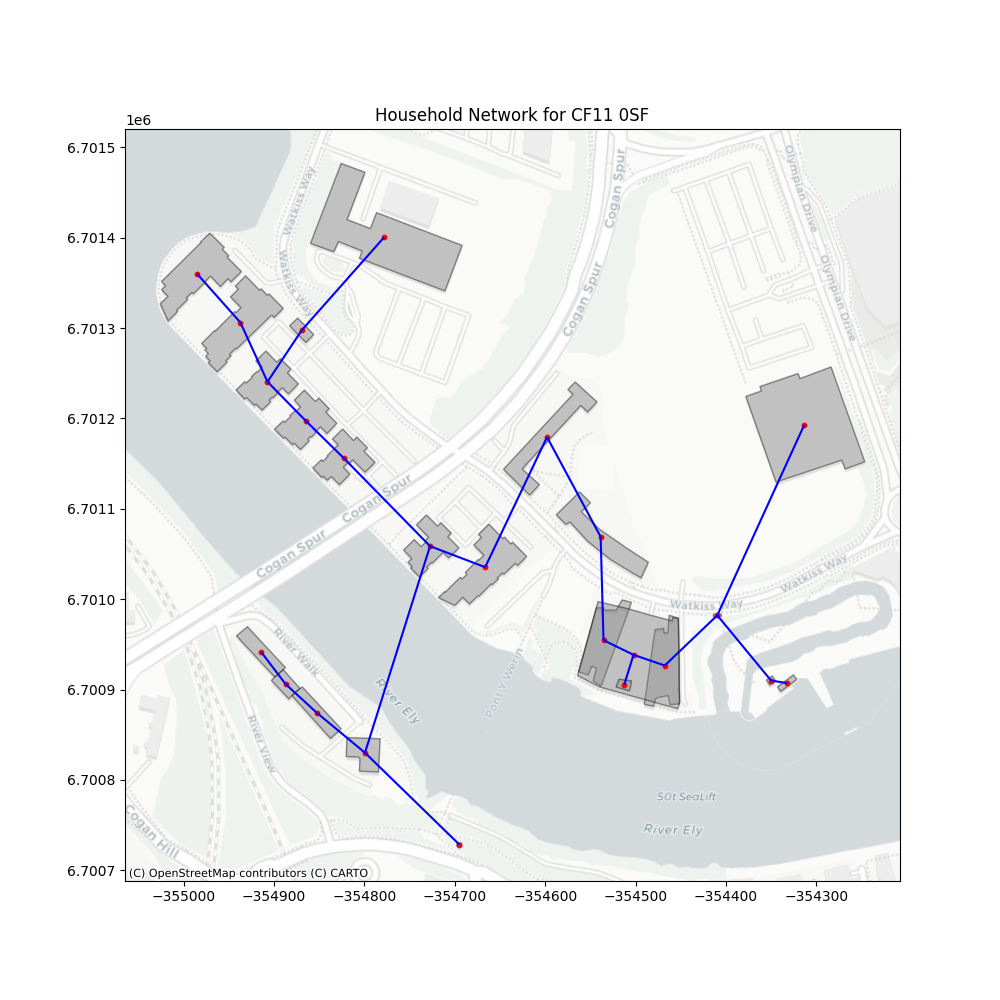 Household Network for CF11 0SF
1e6
6.7015
6.7014
6.7013
6.7012
6.7011
6.7010
6.7009
6.7008
6.7007
Watkiss Way
Watkiss Way
Cogan Spur
Cogan Spur
Olympian Drive
Olympian Drive
Cogan Spur
Cogan Spur
Watkiss Way
Watkiss Way
River Walk
River View
River Ely
Pont y Werin
50t SeaLift
River Ely
Cogan Hill
(C) OpenStreetMap contributors (C) CARTO
−355000
−354900
−354800
−354700
−354600
−354500
−354400
−354300